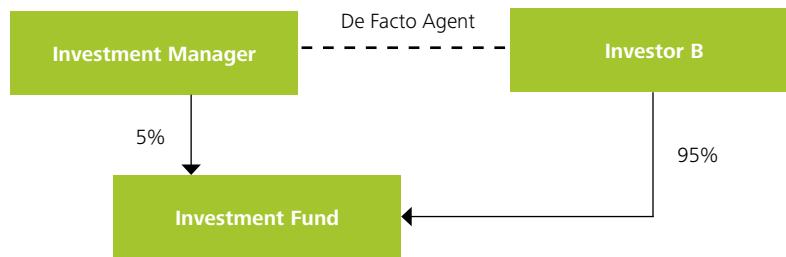 De Facto Agent
Investment Manager
Investor B
5%
95%
Investment Fund